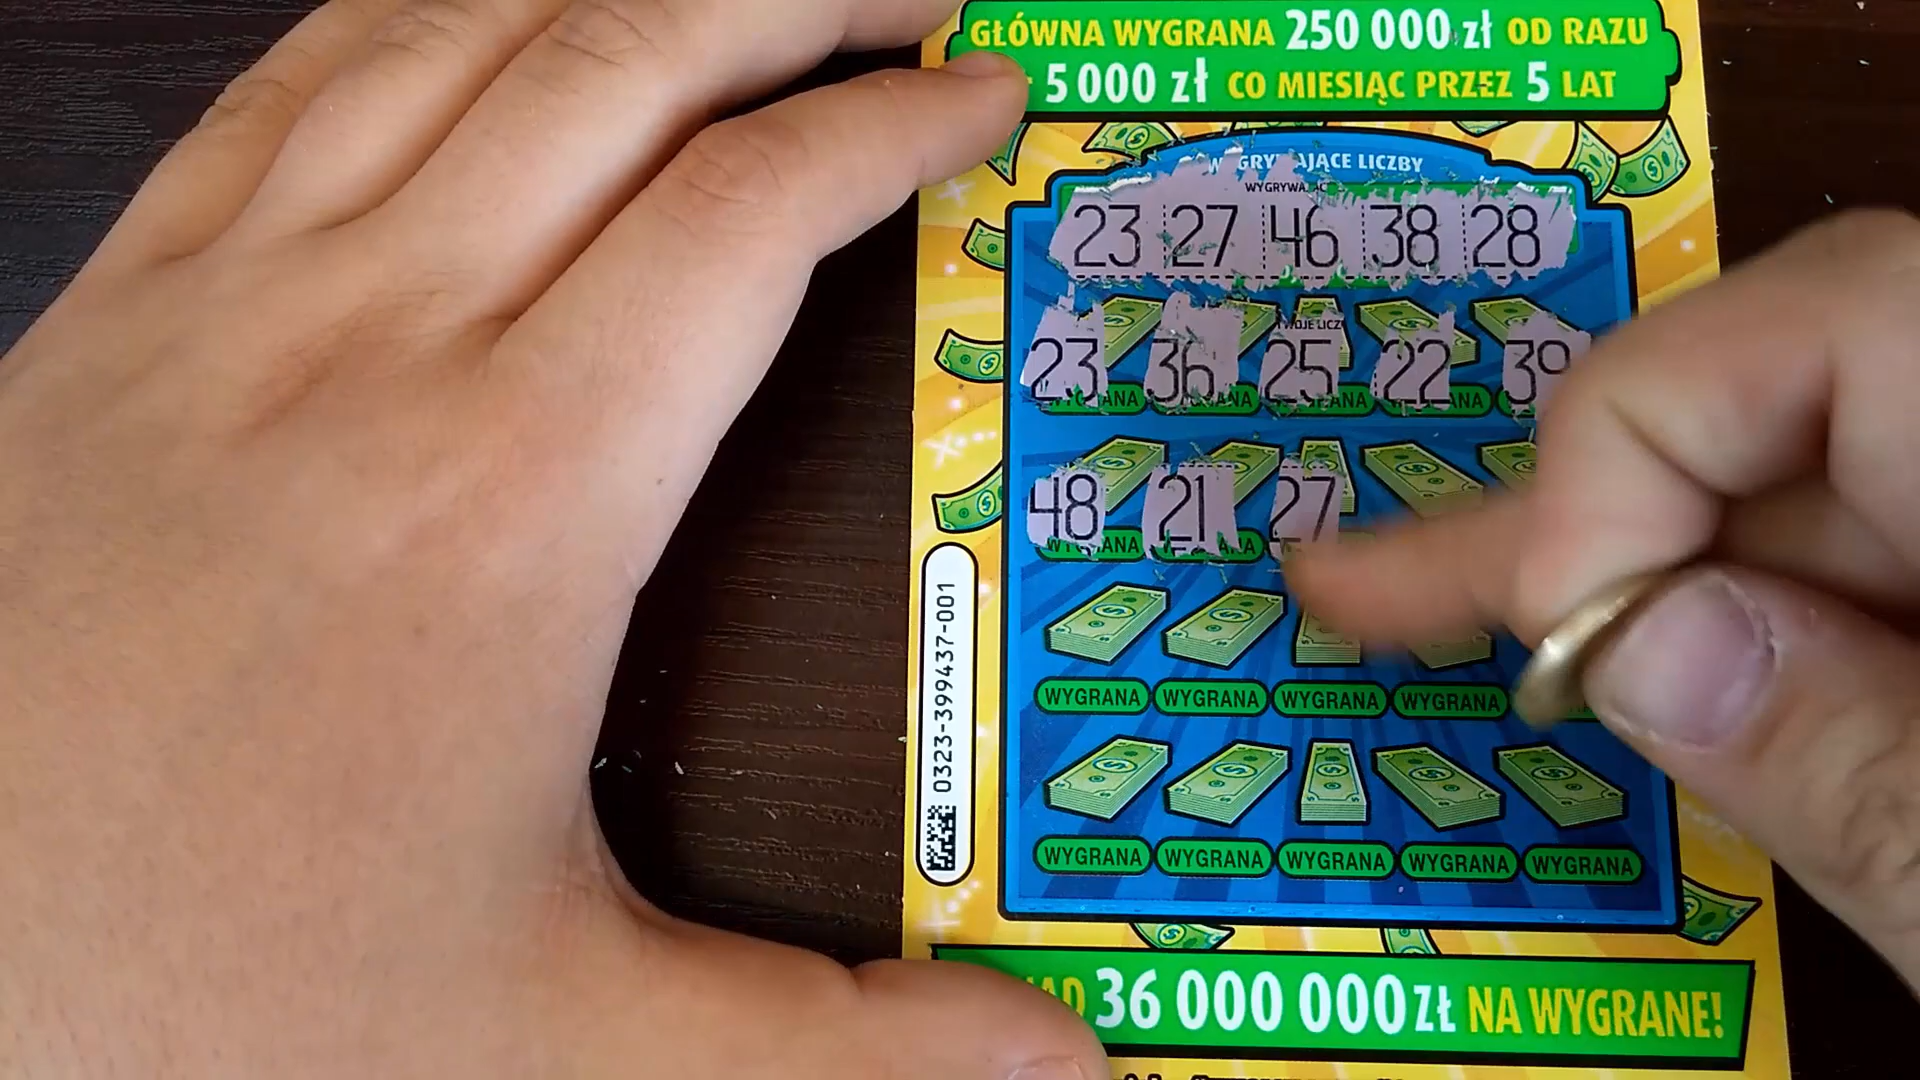 GŁÓWNA WYGRANA 250 000 zł OD RAZU
5 000 zł CO MIESIĄC PRZEZ 5 LAT
LICZBY
23 27 46 38 28
23 36 25 22 39
48 21 27
WYGRANA WYGRANA WYGRANA WYGRANA
WYGRANA WYGRANA WYGRANA WYGRANA WYGRANA
0323-399437-001
36 000 000 ZŁ NA WYGRANE!